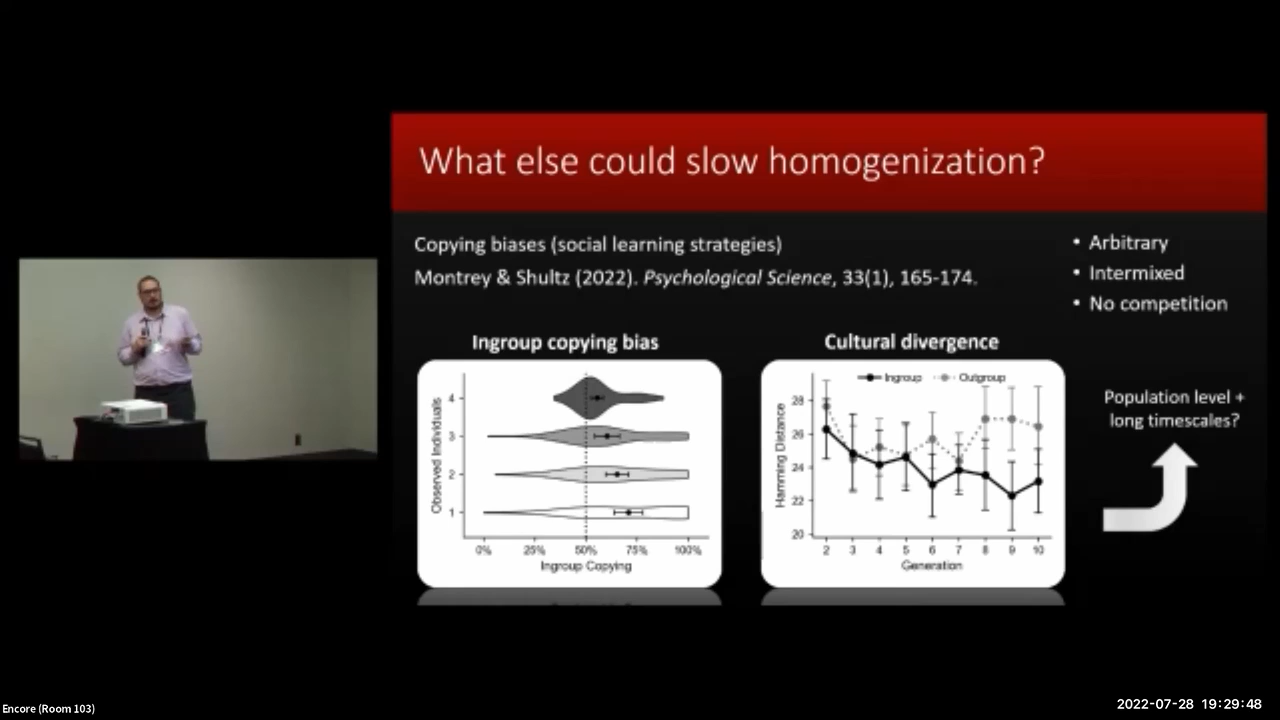 What else could slow homogenization?
Copying biases (social learning strategies)
Montrey & Shultz (2022). Psychological Science, 33(1), 165-174.
• Arbitrary
• Intermixed
• No competition
Ingroup copying bias
Observed Individuals
4
3
2
1
0% 25% 50% 75% 100%
Ingroup Copying
Cultural divergence
Ingroup Outgroup
Hamming Distance
28
26
24
22
20
2 3 4 5 6 7 8 9 10
Generation
Population level +
long timescales?
Encore (Room 103)
2022-07-28 19:29:48